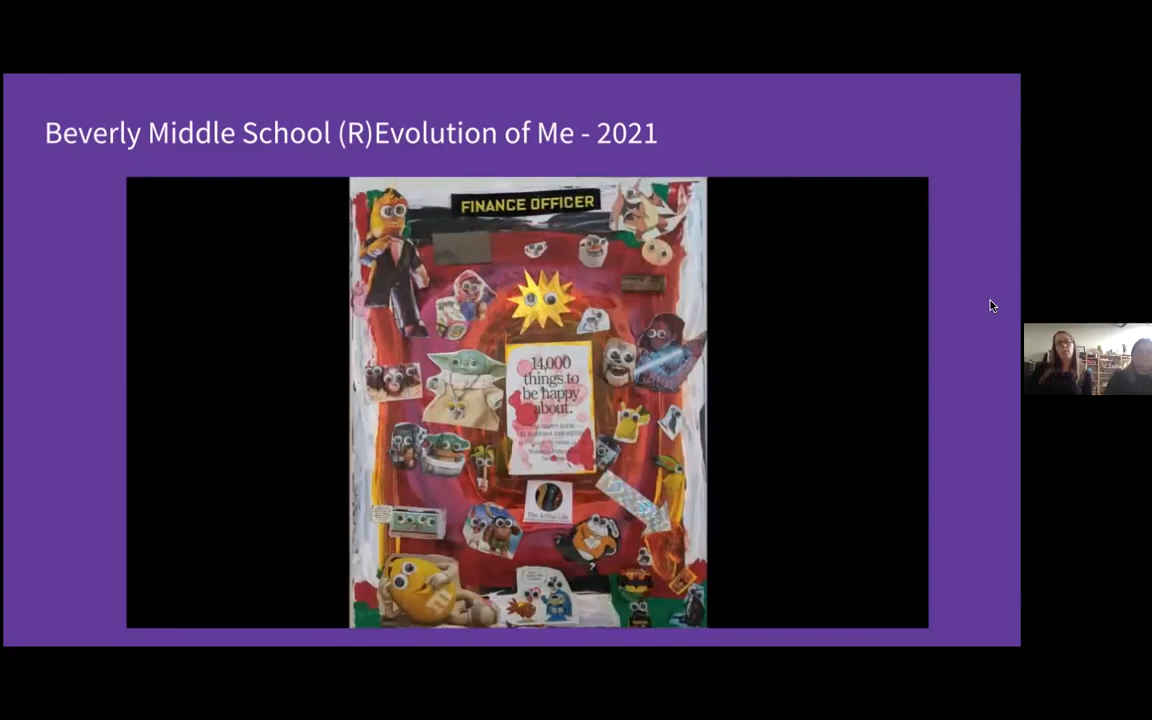 Beverly Middle School (R)Evolution of Me - 2021
FINANCE OFFICER
14,000
things to
be happy
about.